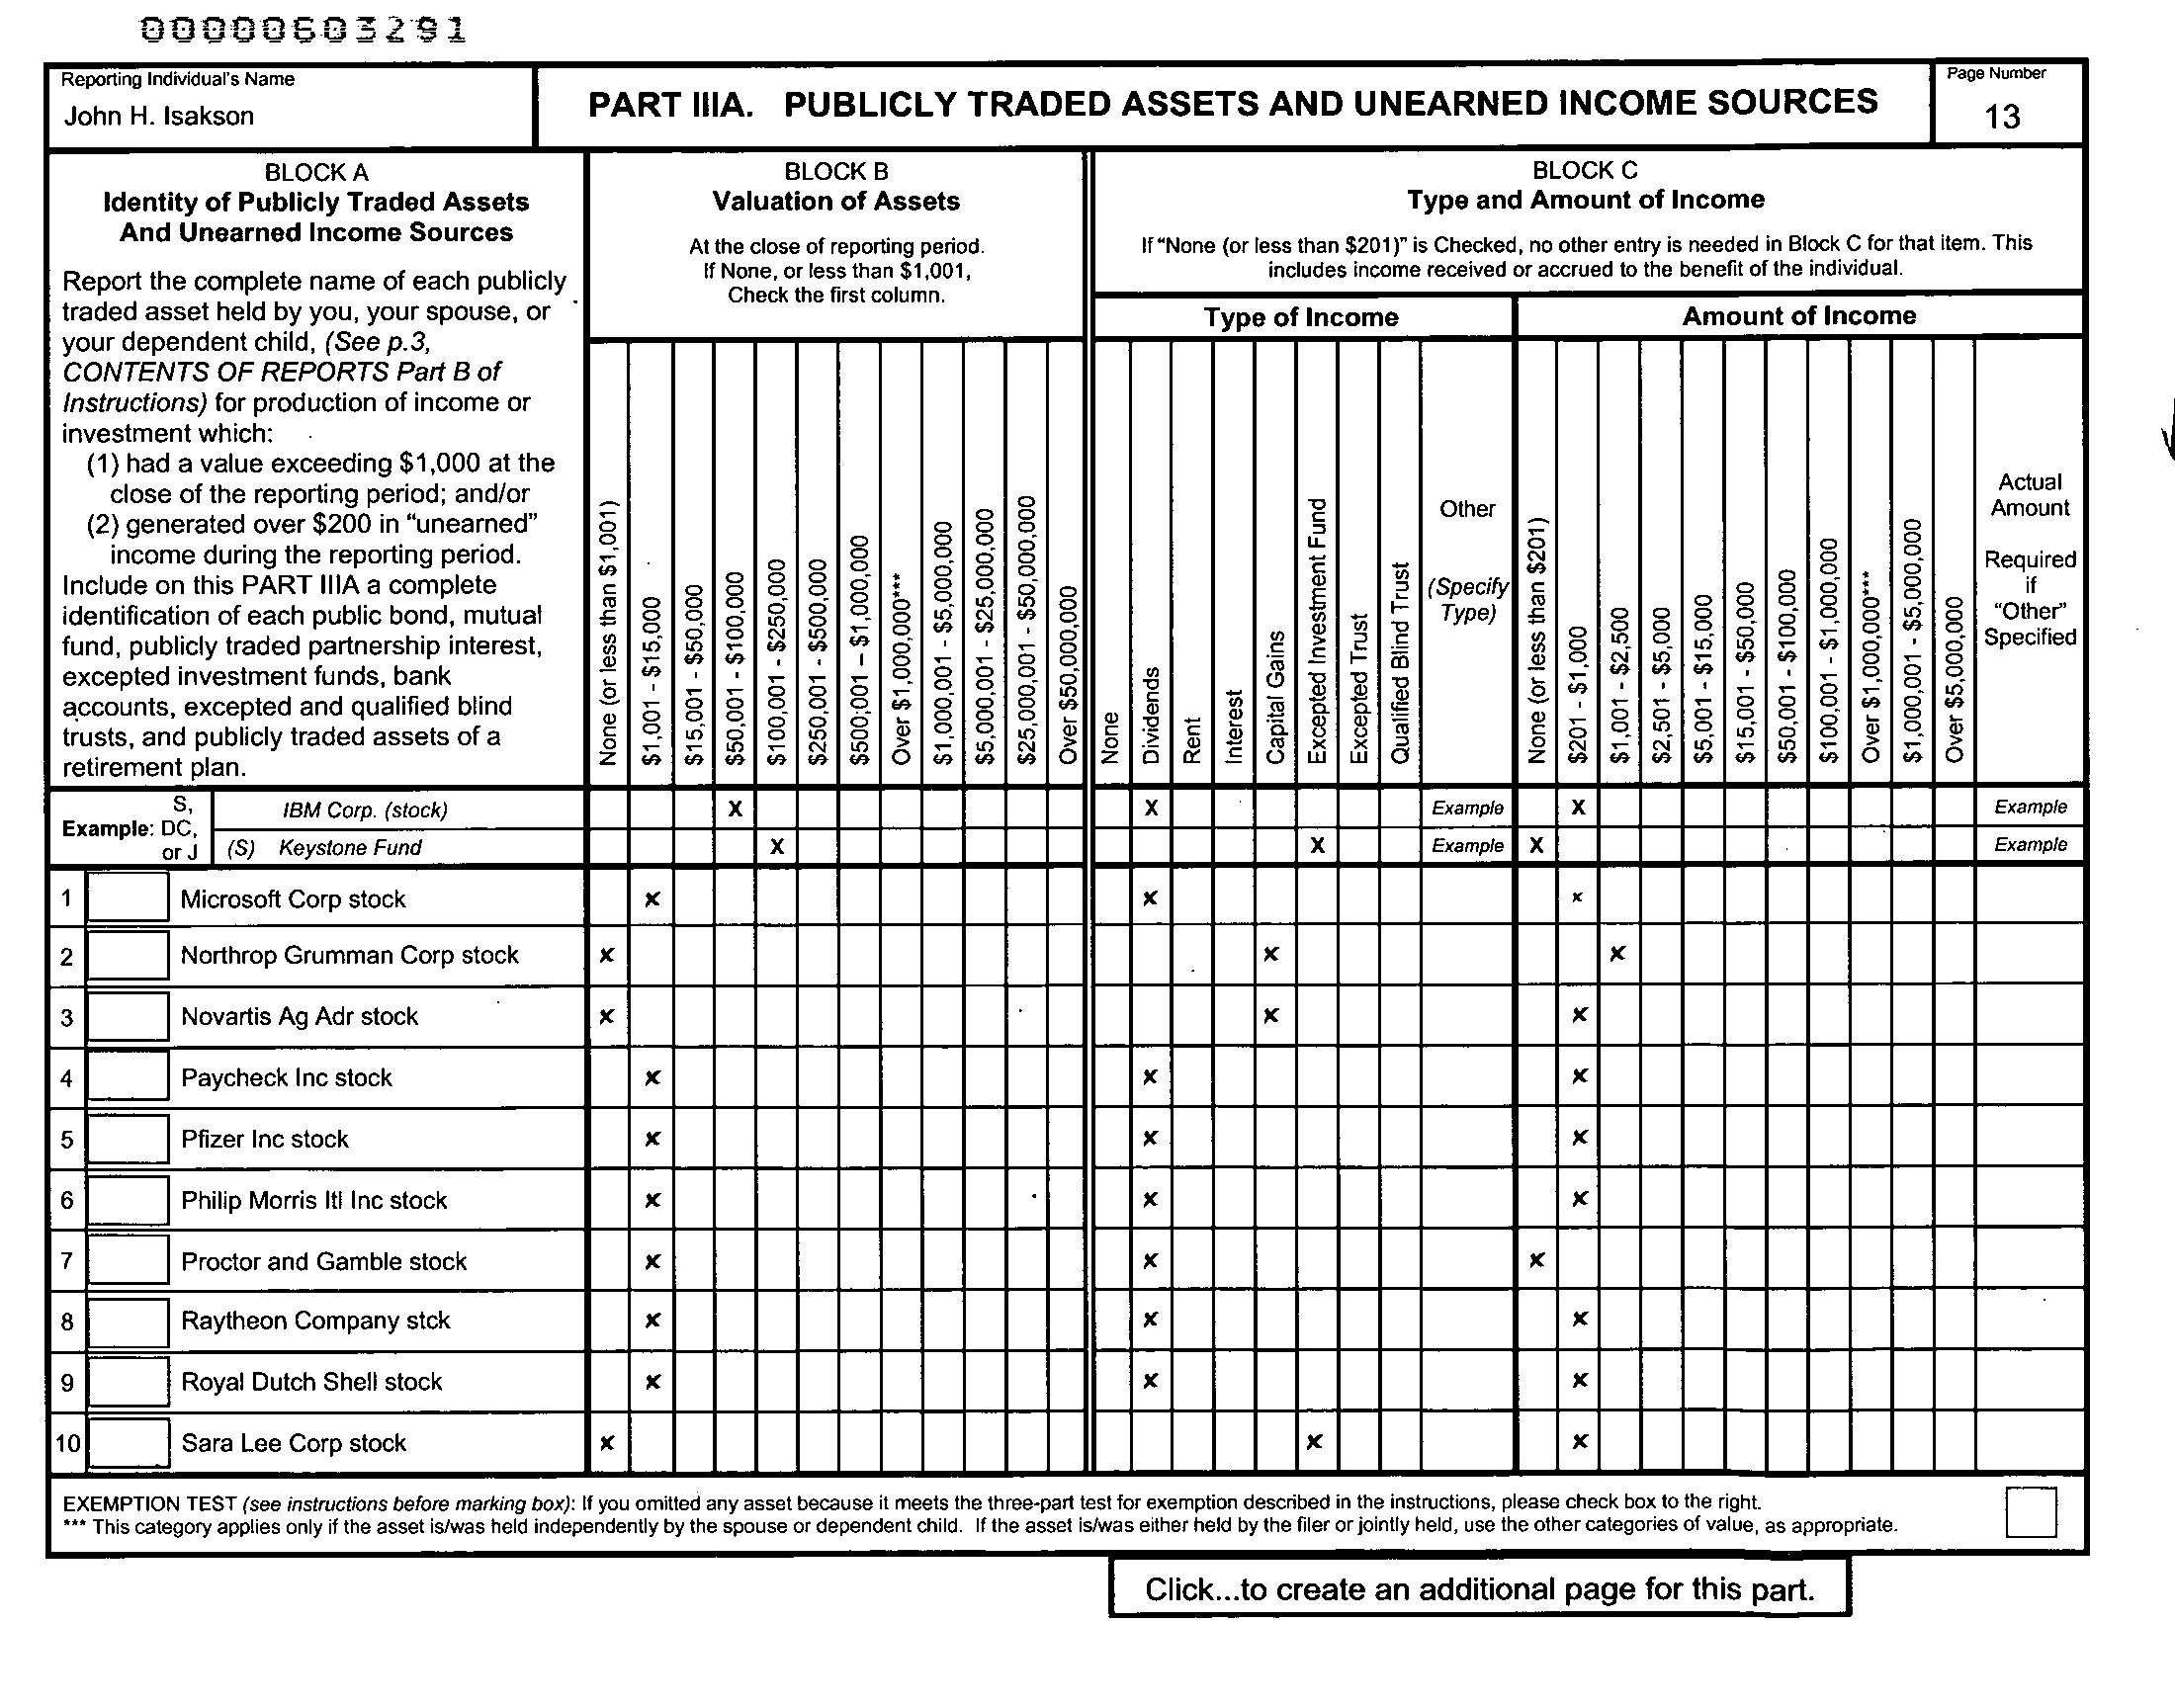 00000603291
Reporting Individual's Name
John H. Isakson
PART IIIA. PUBLICLY TRADED ASSETS AND UNEARNED INCOME SOURCES
Page Number
13
BLOCK A
Identity of Publicly Traded Assets
And Unearned Income Sources
Report the complete name of each publicly
traded asset held by you, your spouse, or
your dependent child, (See p.3,
CONTENTS OF REPORTS Part B of
Instructions) for production of income or
investment which:
(1) had a value exceeding $1,000 at the
close of the reporting period; and/or
(2) generated over $200 in “unearned”
income during the reporting period.
Include on this PART IIIA a complete
identification of each public bond, mutual
fund, publicly traded partnership interest,
excepted investment funds, bank
accounts, excepted and qualified blind
trusts, and publicly traded assets of a
retirement plan.
BLOCK B
Valuation of Assets
At the close of reporting period.
If None, or less than $1,001,
Check the first column.
None (or less than $1,001)
$1,001 - $15,000
$15,001 - $50,000
$50,001 - $100,000
$100,001 - $250,000
$250,001 - $500,000
$500,001 – $1,000,000
Over $1,000,000***
$1,000,001 - $5,000,000
$5,000,001 - $25,000,000
$25,000,001 - $50,000,000
Over $50,000,000
BLOCK C
Type and Amount of Income
If “None (or less than $201)” is Checked, no other entry is needed in Block C for that item. This
includes income received or accrued to the benefit of the individual.
Type of Income
None
Dividends
Rent
Interest
Capital Gains
Excepted Investment Fund
Excepted Trust
Qualified Blind Trust
Other
(Specify
Type)
Amount of Income
None (or less than $201)
$201 - $1,000
$1,001 - $2,500
$2,501 - $5,000
$5,001 - $15,000
$15,001 - $50,000
$50,001 - $100,000
$100,001 - $1,000,000
Over $1,000,000***
$1,000,001 - $5,000,000
Over $5,000,000
Actual
Amount
Required
if
“Other”
Specified
Example: S, DC, or J
IBM Corp. (stock) X X Example X Example
(S) Keystone Fund X X Example X Example
1 Microsoft Corp stock x x x
2 Northrop Grumman Corp stock x x x
3 Novartis Ag Adr stock x x x
4 Paycheck Inc stock x x x
5 Pfizer Inc stock x x x
6 Philip Morris Itl Inc stock x x x
7 Proctor and Gamble stock x x x
8 Raytheon Company stck x x x
9 Royal Dutch Shell stock x x x
10 Sara Lee Corp stock x x x
EXEMPTION TEST (see instructions before marking box): If you omitted any asset because it meets the three-part test for exemption described in the instructions, please check box to the right.
*** This category applies only if the asset is/was held independently by the spouse or dependent child. If the asset is/was either held by the filer or jointly held, use the other categories of value, as appropriate.
Click...to create an additional page for this part.